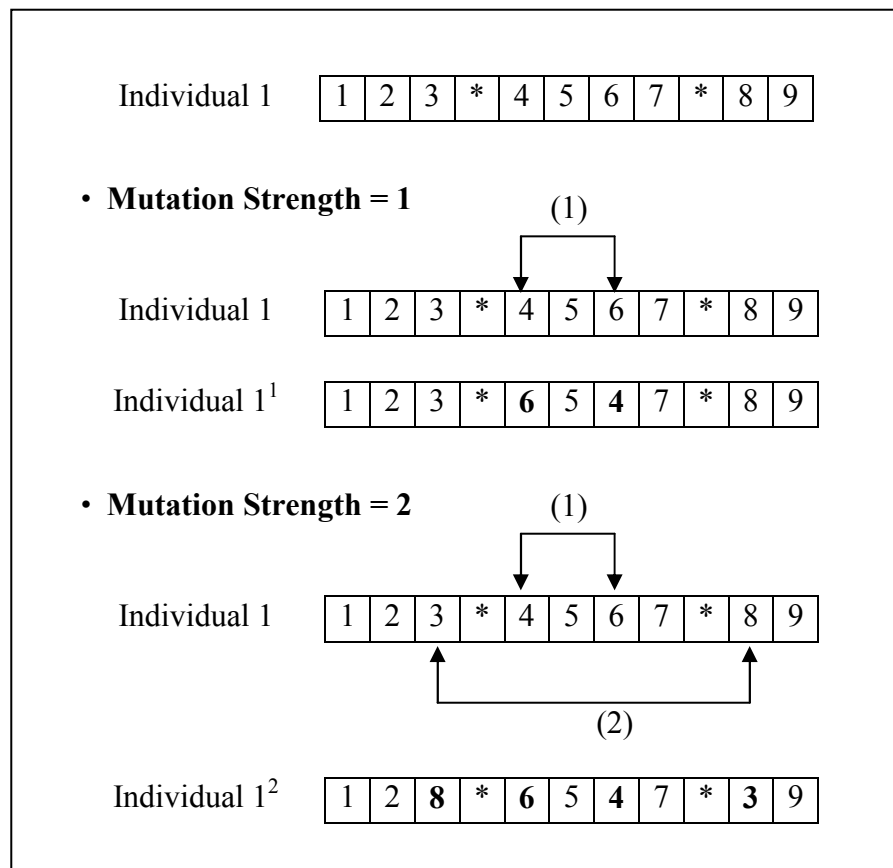 Individual 1 1 2 3 * 4 5 6 7 * 8 9
• Mutation Strength = 1
(1)
Individual 1 1 2 3 * 4 5 6 7 * 8 9
Individual 1¹ 1 2 3 * 6 5 4 7 * 8 9
• Mutation Strength = 2
(1)
Individual 1 1 2 3 * 4 5 6 7 * 8 9
(2)
Individual 1² 1 2 8 * 6 5 4 7 * 3 9